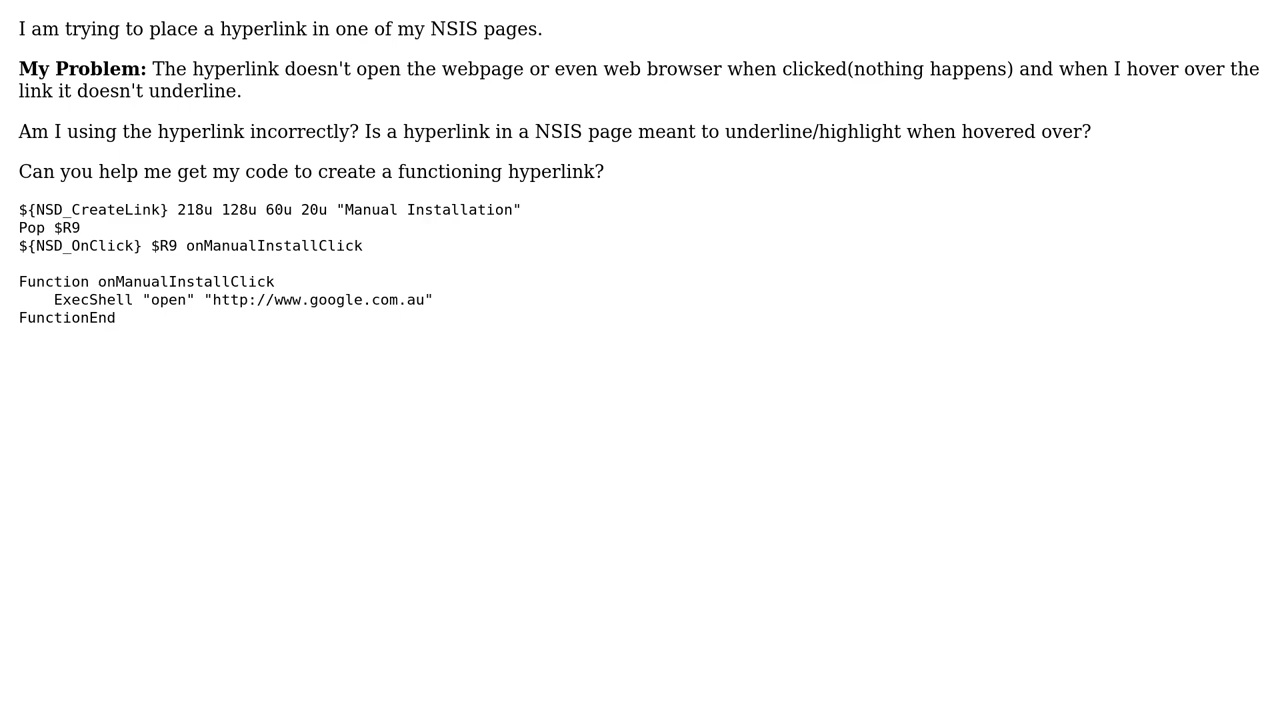 I am trying to place a hyperlink in one of my NSIS pages.
My Problem: The hyperlink doesn't open the webpage or even web browser when clicked(nothing happens) and when I hover over the
link it doesn't underline.
Am I using the hyperlink incorrectly? Is a hyperlink in a NSIS page meant to underline/highlight when hovered over?
Can you help me get my code to create a functioning hyperlink?
${NSD_CreateLink} 218u 128u 60u 20u "Manual Installation"
Pop $R9
${NSD_OnClick} $R9 onManualInstallClick
Function onManualInstallClick
    ExecShell "open" "http://www.google.com.au"
FunctionEnd